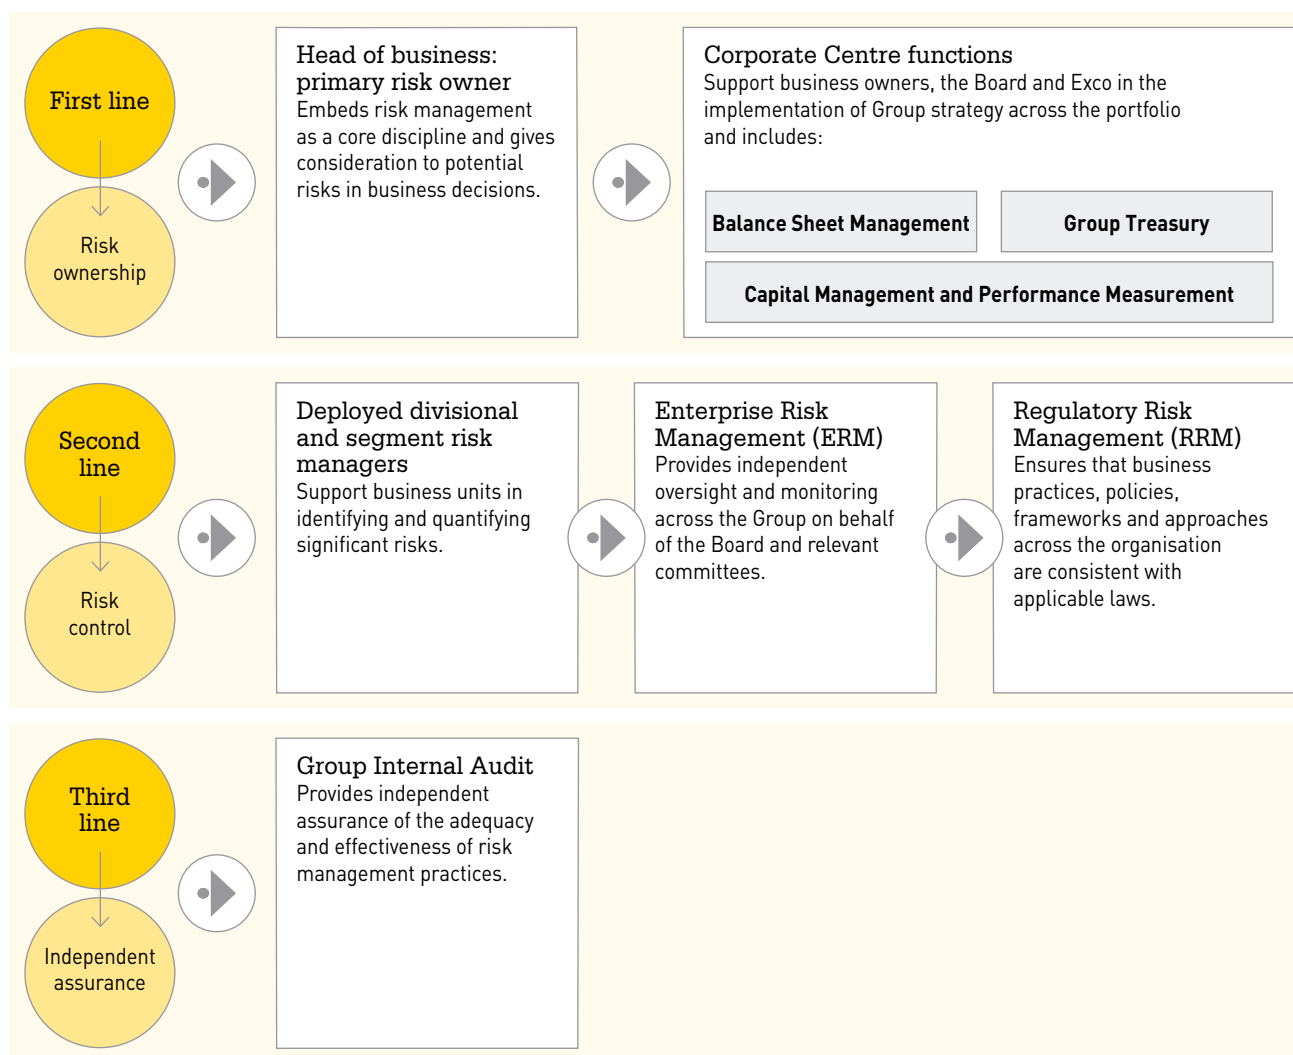 First line
Risk
ownership
Head of business:
primary risk owner
Embeds risk management
as a core discipline and gives
consideration to potential
risks in business decisions.
Corporate Centre functions
Support business owners, the Board and Exco in the
implementation of Group strategy across the portfolio
and includes:
Balance Sheet Management
Group Treasury
Capital Management and Performance Measurement
Second
line
Risk
control
Deployed divisional
and segment risk
managers
Support business units in
identifying and quantifying
significant risks.
Enterprise Risk
Management (ERM)
Provides independent
oversight and monitoring
across the Group on behalf
of the Board and relevant
committees.
Regulatory Risk
Management (RRM)
Ensures that business
practices, policies,
frameworks and approaches
across the organisation
are consistent with
applicable laws.
Third
line
Independent
assurance
Group Internal Audit
Provides independent
assurance of the adequacy
and effectiveness of risk
management practices.